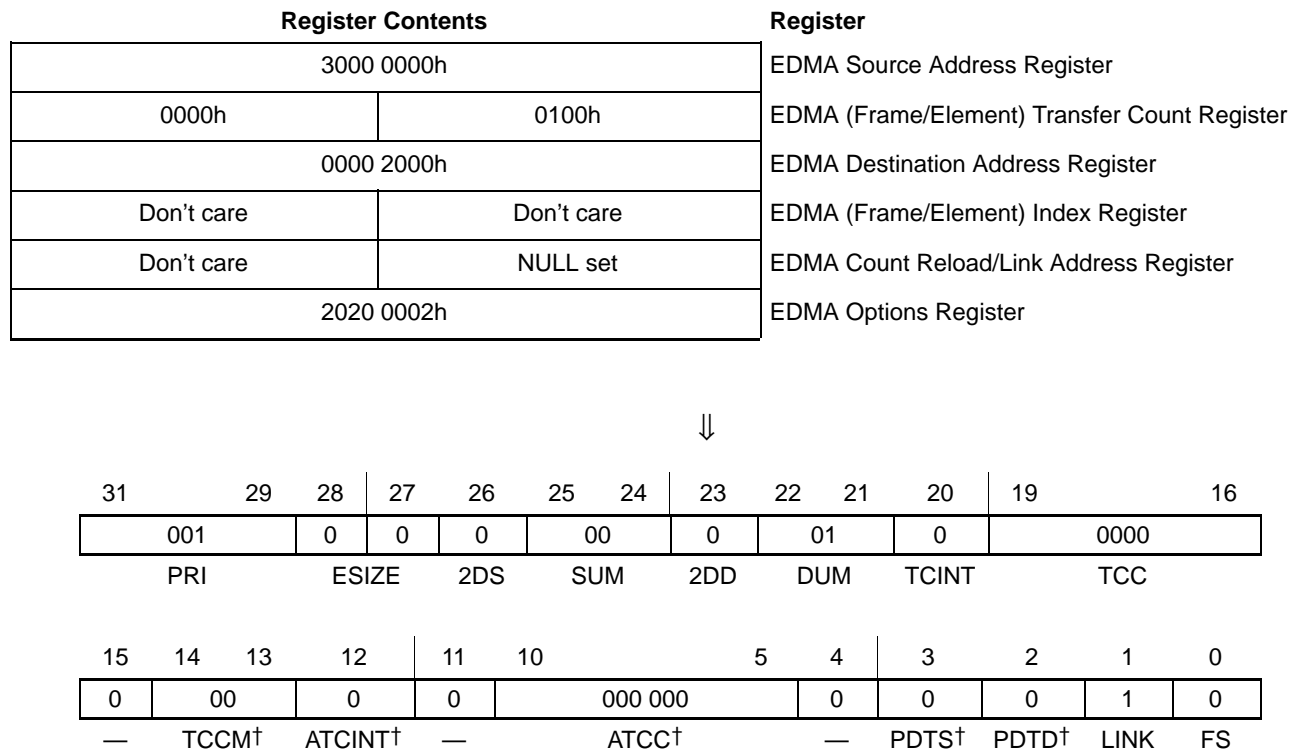 Register Contents Register
3000 0000h EDMA Source Address Register
0000h 0100h EDMA (Frame/Element) Transfer Count Register
0000 2000h EDMA Destination Address Register
Don't care Don't care EDMA (Frame/Element) Index Register
Don't care NULL set EDMA Count Reload/Link Address Register
2020 0002h EDMA Options Register
⇓
31 29 28 27 26 25 24 23 22 21 20 19 16
001 0 0 0 00 0 01 0 0000
PRI ESIZE 2DS SUM 2DD DUM TCINT TCC
15 14 13 12 11 10 5 4 3 2 1 0
0 00 0 0 000 000 0 0 0 1 0
— TCCM† ATCINT† — ATCC† — PDTS† PDTD† LINK FS